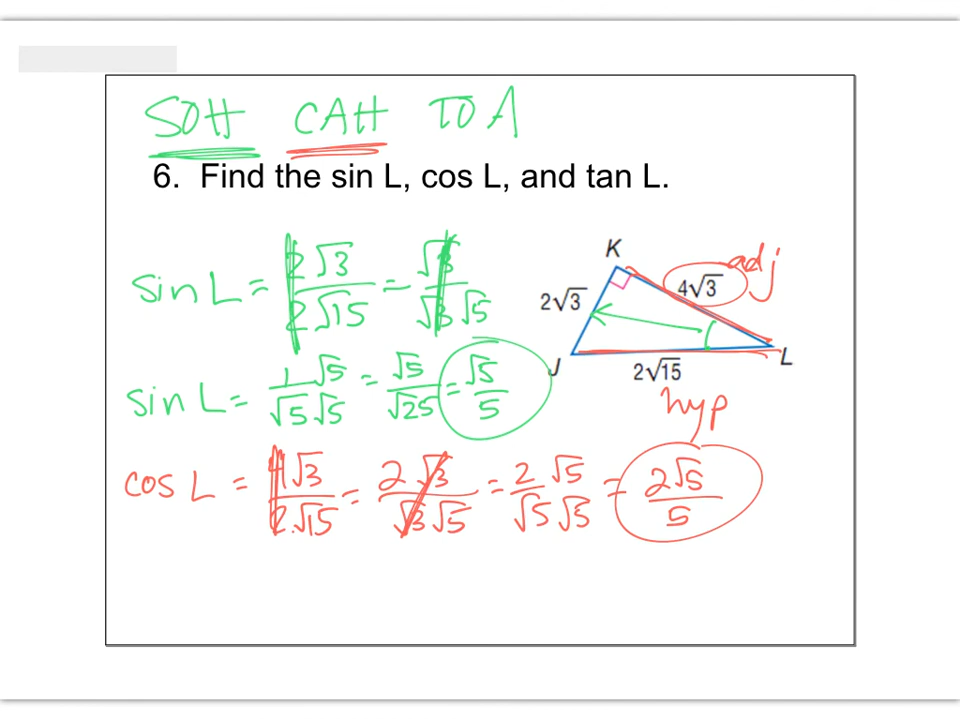 SOH CAH TOA
6. Find the sin L, cos L, and tan L.
sin L = 2√3/2√15 = √3/√3√5
K
adj
4√3
2√3
J
L
2√15
hyp
sin L = 1√5/√5√5 = √5/√25 = √5/5
cos L = 4√3/2√15 = 2√3/√3√5 = 2√5/√5√5 = 2√5/5